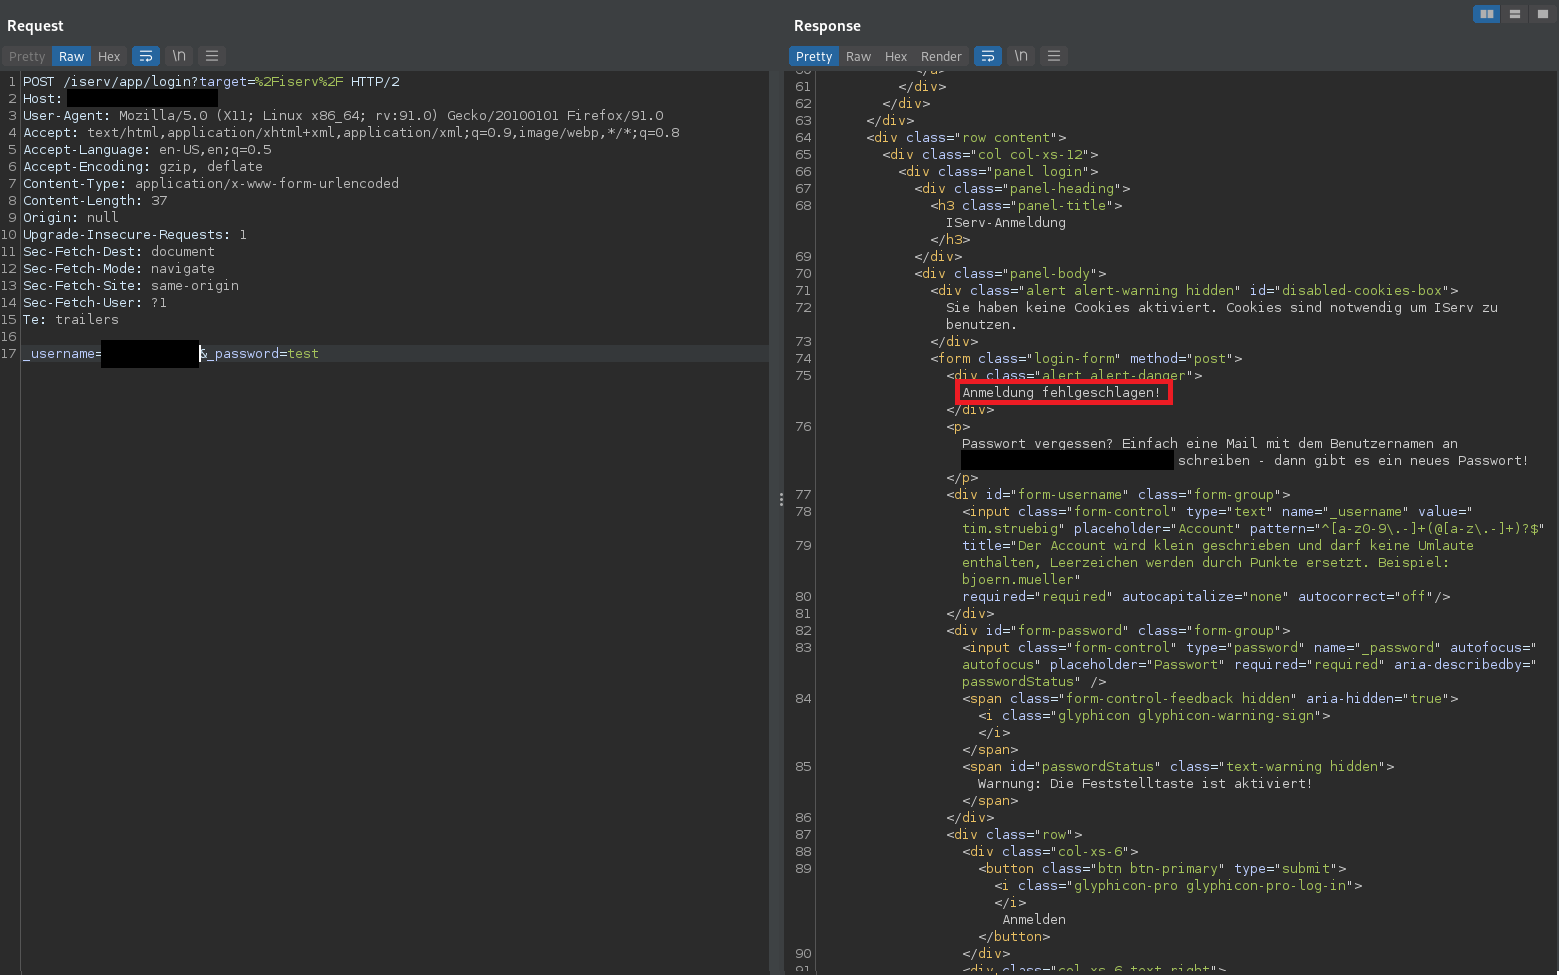 Request
Pretty Raw Hex \n
1 POST /iserv/app/login?target=%2Fiserv%2F HTTP/2
2 Host:
3 User-Agent: Mozilla/5.0 (X11; Linux x86_64; rv:91.0) Gecko/20100101 Firefox/91.0
4 Accept: text/html,application/xhtml+xml,application/xml;q=0.9,image/webp,*/*;q=0.8
5 Accept-Language: en-US,en;q=0.5
6 Accept-Encoding: gzip, deflate
7 Content-Type: application/x-www-form-urlencoded
8 Content-Length: 37
9 Origin: null
10 Upgrade-Insecure-Requests: 1
11 Sec-Fetch-Dest: document
12 Sec-Fetch-Mode: navigate
13 Sec-Fetch-Site: same-origin
14 Sec-Fetch-User: ?1
15 Te: trailers
16
17 _username= &_password=test
Response
Pretty Raw Hex Render \n
60 </a>
61 </div>
62 </div>
63 </div>
64 <div class="row content">
65 <div class="col col-xs-12">
66 <div class="panel login">
67 <div class="panel-heading">
68 <h3 class="panel-title">
IServ-Anmeldung
</h3>
69 </div>
70 <div class="panel-body">
71 <div class="alert alert-warning hidden" id="disabled-cookies-box">
72 Sie haben keine Cookies aktiviert. Cookies sind notwendig um IServ zu
benutzen.
73 </div>
74 <form class="login-form" method="post">
75 <div class="alert alert-danger">
Anmeldung fehlgeschlagen!
</div>
76 <p>
Passwort vergessen? Einfach eine Mail mit dem Benutzernamen an
schreiben - dann gibt es ein neues Passwort!
</p>
77 <div id="form-username" class="form-group">
78 <input class="form-control" type="text" name="_username" value="
tim.struebig" placeholder="Account" pattern="^[a-z0-9\.-]+(@[a-z\.-]+)?$"
79 title="Der Account wird klein geschrieben und darf keine Umlaute
enthalten, Leerzeichen werden durch Punkte ersetzt. Beispiel:
bjoern.mueller"
80 required="required" autocapitalize="none" autocorrect="off"/>
81 </div>
82 <div id="form-password" class="form-group">
83 <input class="form-control" type="password" name="_password" autofocus="
autofocus" placeholder="Passwort" required="required" aria-describedby="
passwordStatus" />
84 <span class="form-control-feedback hidden" aria-hidden="true">
<i class="glyphicon glyphicon-warning-sign">
</i>
</span>
85 <span id="passwordStatus" class="text-warning hidden">
Warnung: Die Feststelltaste ist aktiviert!
</span>
86 </div>
87 <div class="row">
88 <div class="col-xs-6">
89 <button class="btn btn-primary" type="submit">
<i class="glyphicon-pro glyphicon-pro-log-in">
</i>
Anmelden
</button>
90 </div>
91 <div class="col-xs-6 text-right">